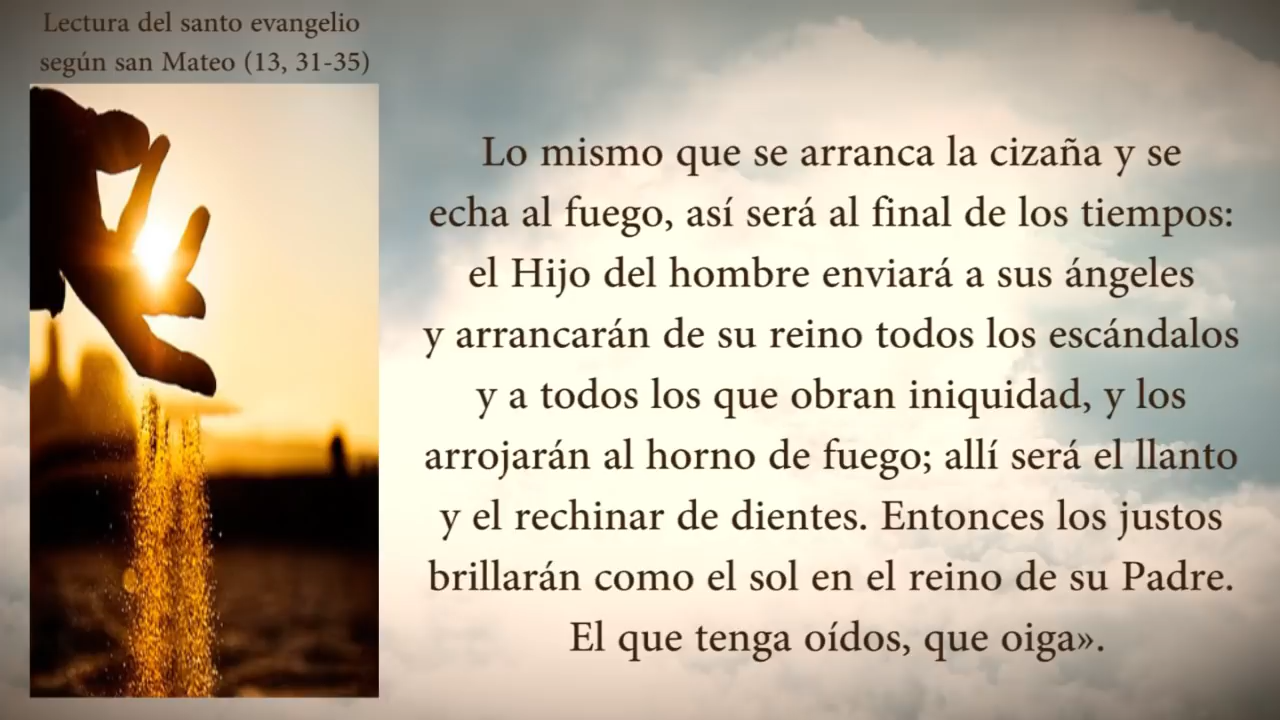 Lectura del santo evangelio
según san Mateo (13, 31-35)
Lo mismo que se arranca la cizaña y se
echa al fuego, así será al final de los tiempos:
el Hijo del hombre enviará a sus ángeles
y arrancarán de su reino todos los escándalos
y a todos los que obran iniquidad, y los
arrojarán al horno de fuego; allí será el llanto
y el rechinar de dientes. Entonces los justos
brillarán como el sol en el reino de su Padre.
El que tenga oídos, que oiga».